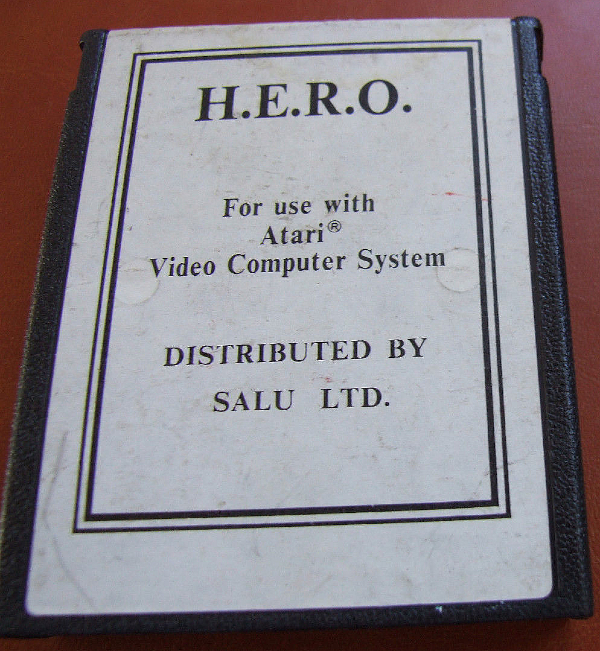 H.E.R.O.
For use with
Atari®
Video Computer System
DISTRIBUTED BY
SALU LTD.